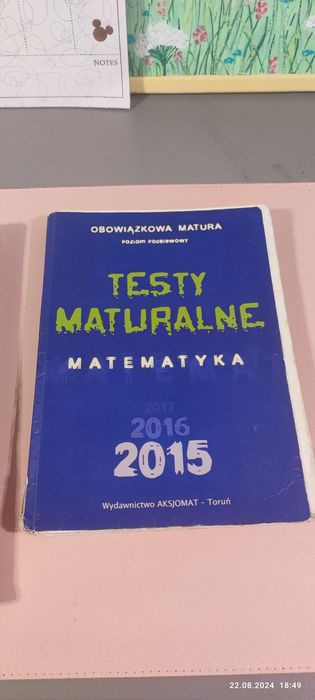 NOTES
OBOWIĄZKOWA MATURA
POZIOM PODSTAWOWY
TESTY
MATURALNE
MATEMATYKA
2017
2016
2015
Wydawnictwo AKSJOMAT – Toruń
22.08.2024 18:49